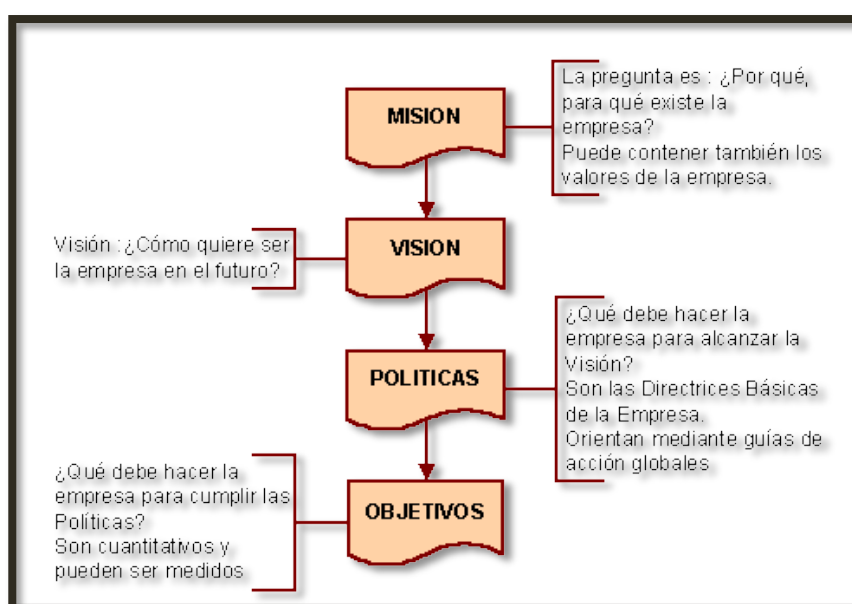 MISION
La pregunta es : ¿Por qué,
para qué existe la
empresa?
Puede contener también los
valores de la empresa.
Visión :¿Cómo quiere ser
la empresa en el futuro?
VISION
POLITICAS
¿Qué debe hacer la
empresa para alcanzar la
Visión?
Son las Directrices Básicas
de la Empresa.
Orientan mediante guías de
acción globales
¿Qué debe hacer la
empresa para cumplir las
Políticas?
Son cuantitativos y
pueden ser medidos
OBJETIVOS